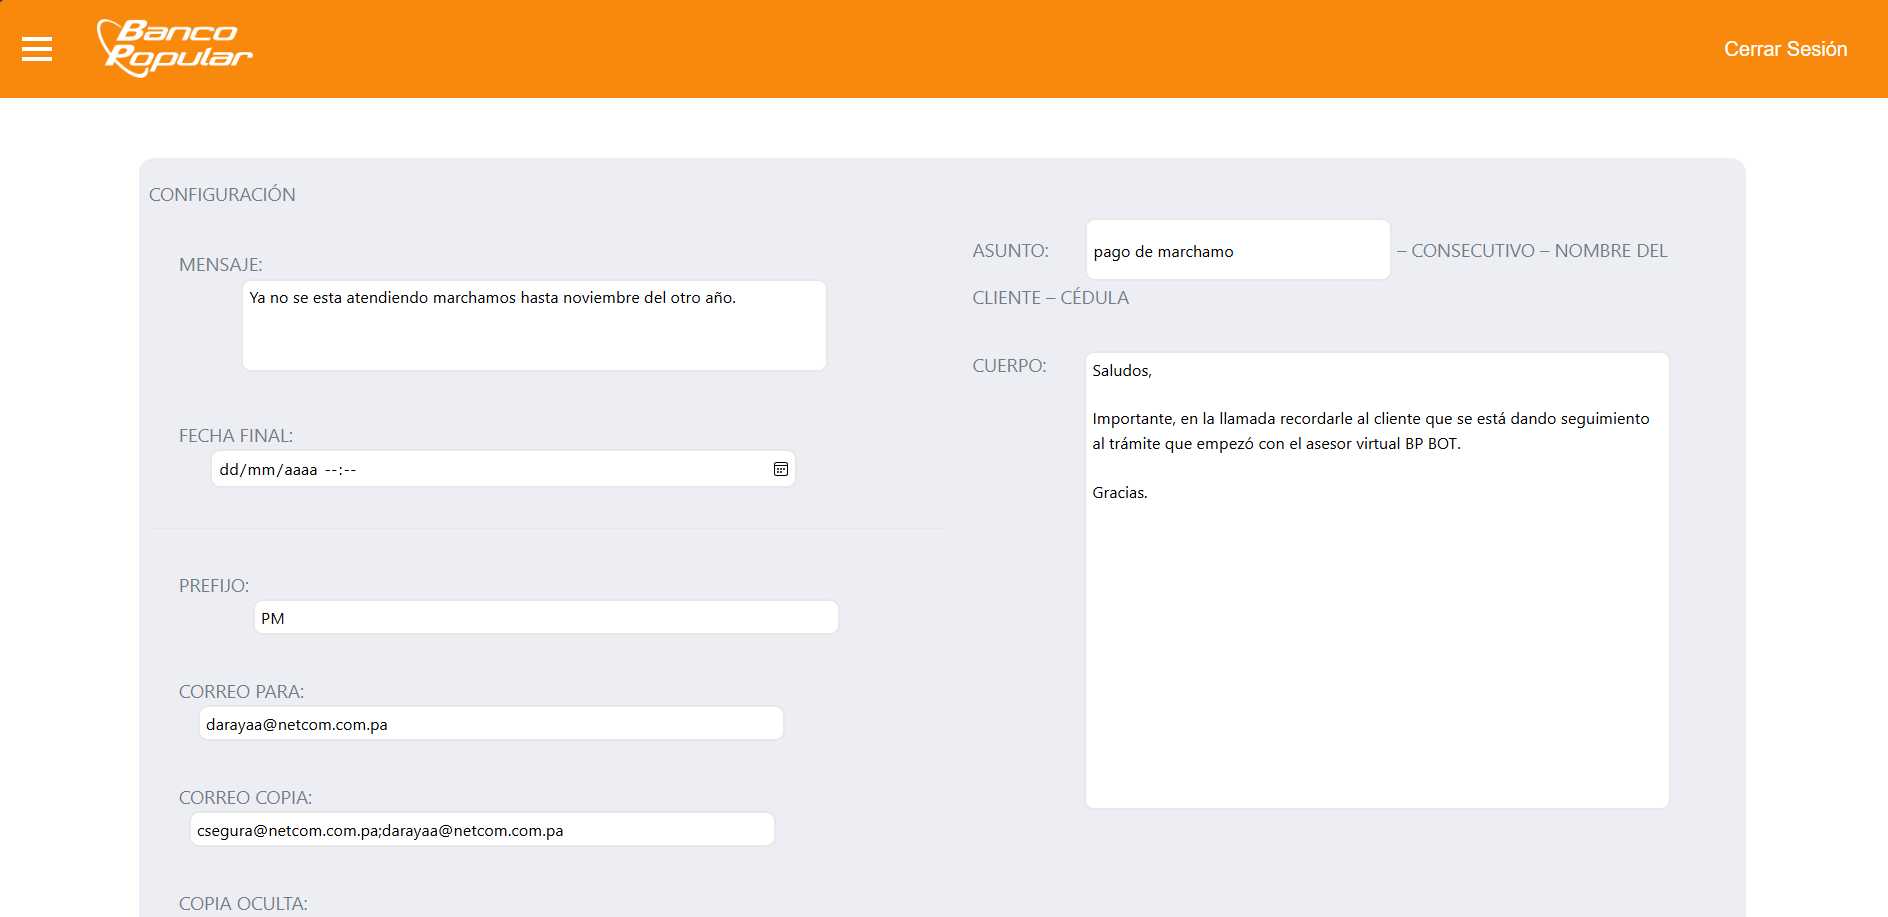 Banco
Popular
Cerrar Sesión
CONFIGURACIÓN
MENSAJE:
Ya no se esta atendiendo marchamos hasta noviembre del otro año.
FECHA FINAL:
dd/mm/aaaa --:--
PREFIJO:
PM
CORREO PARA:
darayaa@netcom.com.pa
CORREO COPIA:
csegura@netcom.com.pa;darayaa@netcom.com.pa
COPIA OCULTA:
ASUNTO: pago de marchamo – CONSECUTIVO – NOMBRE DEL
CLIENTE – CÉDULA
CUERPO:
Saludos,
Importante, en la llamada recordarle al cliente que se está dando seguimiento
al trámite que empezó con el asesor virtual BP BOT.
Gracias.